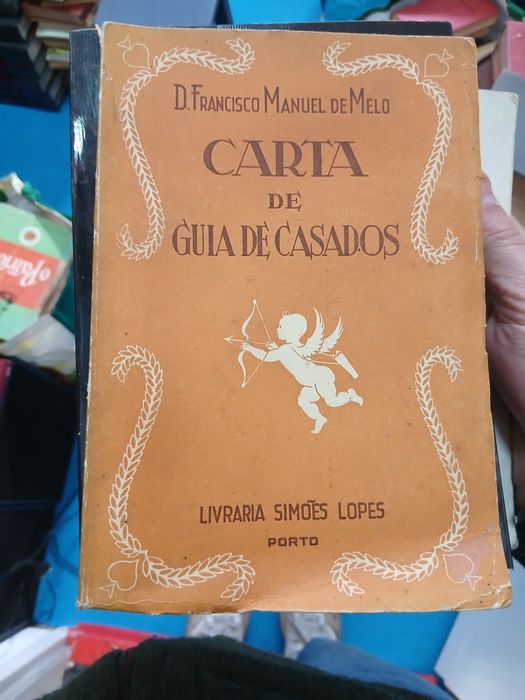 D. FRANCISCO MANUEL DE MELO
CARTA
DE
GUIA DE CASADOS
LIVRARIA SIMÕES LOPES
PORTO